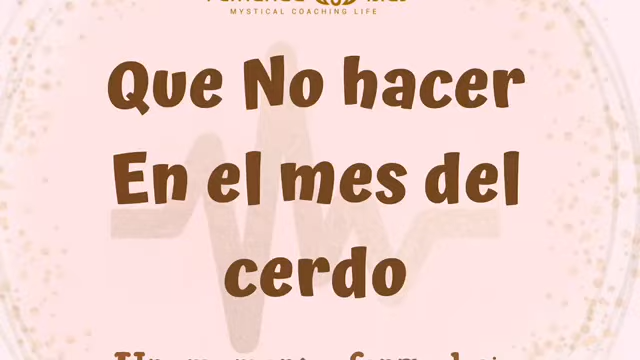 MYSTICAL COACHING LIFE
Que No hacer
En el mes del
cerdo